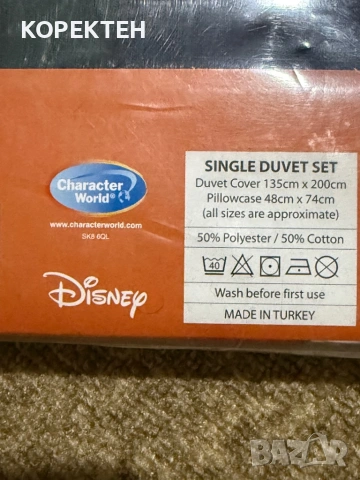 КОРЕКТЕН
Character
World®
www.characterworld.com
SK8 6QL
Disney
SINGLE DUVET SET
Duvet Cover 135cm x 200cm
Pillowcase 48cm x 74cm
(all sizes are approximate)
50% Polyester / 50% Cotton
40
Wash before first use
MADE IN TURKEY
BAZAR